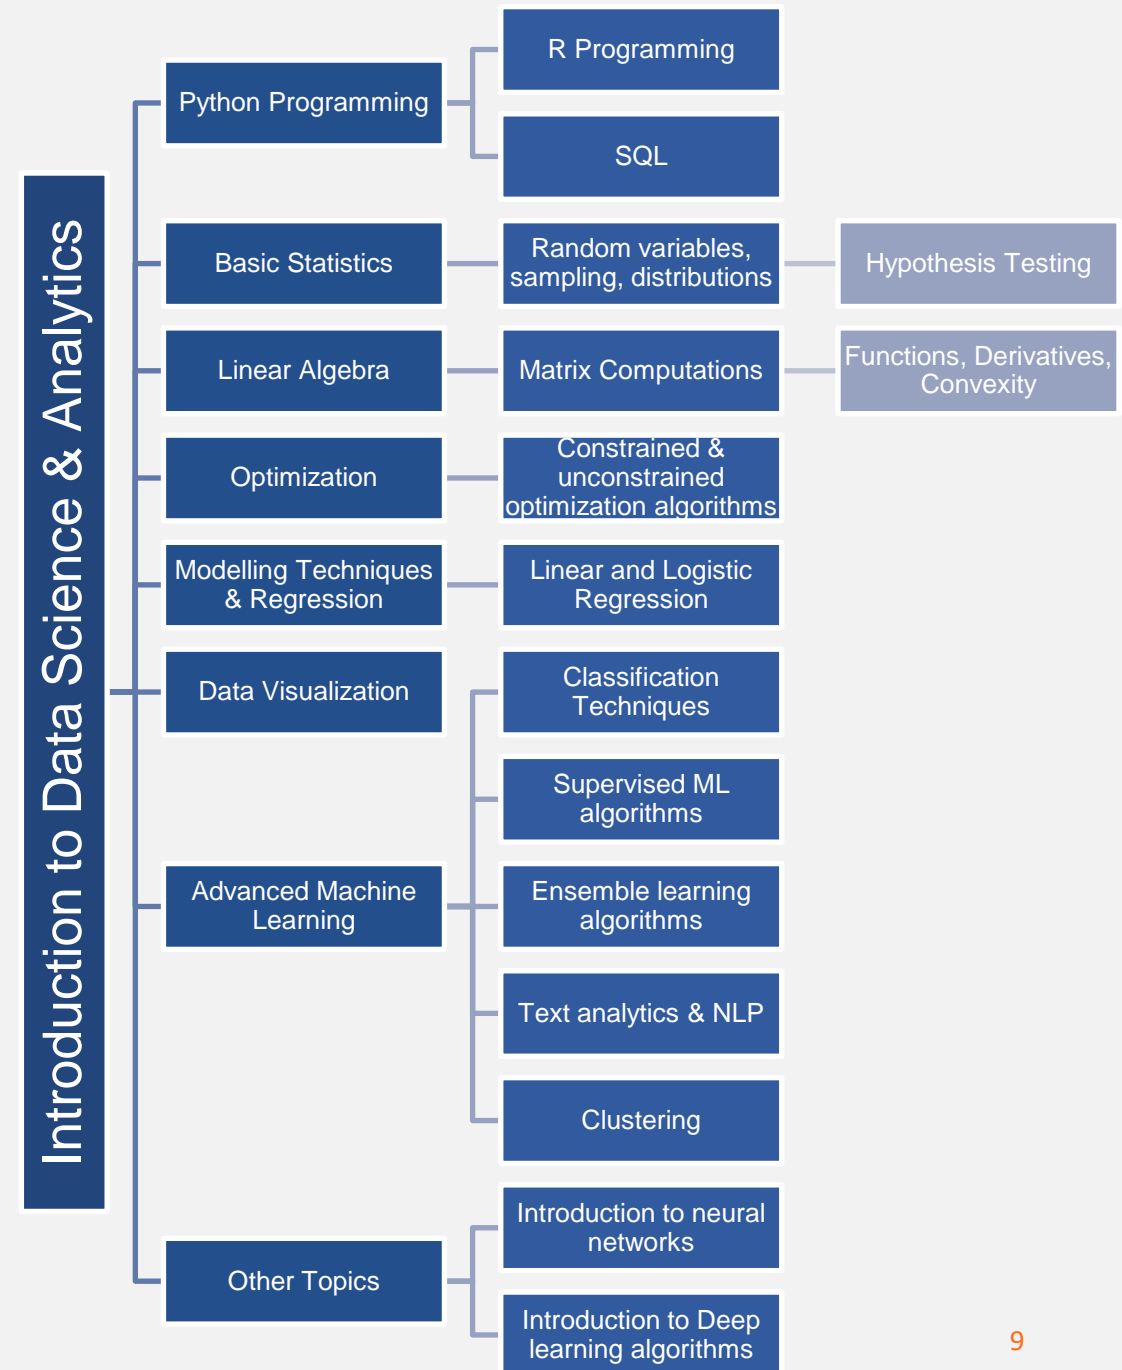 Introduction to Data Science & Analytics
Python Programming
R Programming
SQL
Basic Statistics
Random variables,
sampling, distributions
Hypothesis Testing
Linear Algebra
Matrix Computations
Functions, Derivatives,
Convexity
Optimization
Constrained &
unconstrained
optimization algorithms
Modelling Techniques
& Regression
Linear and Logistic
Regression
Data Visualization
Advanced Machine
Learning
Classification
Techniques
Supervised ML
algorithms
Ensemble learning
algorithms
Text analytics & NLP
Clustering
Other Topics
Introduction to neural
networks
Introduction to Deep
learning algorithms
9